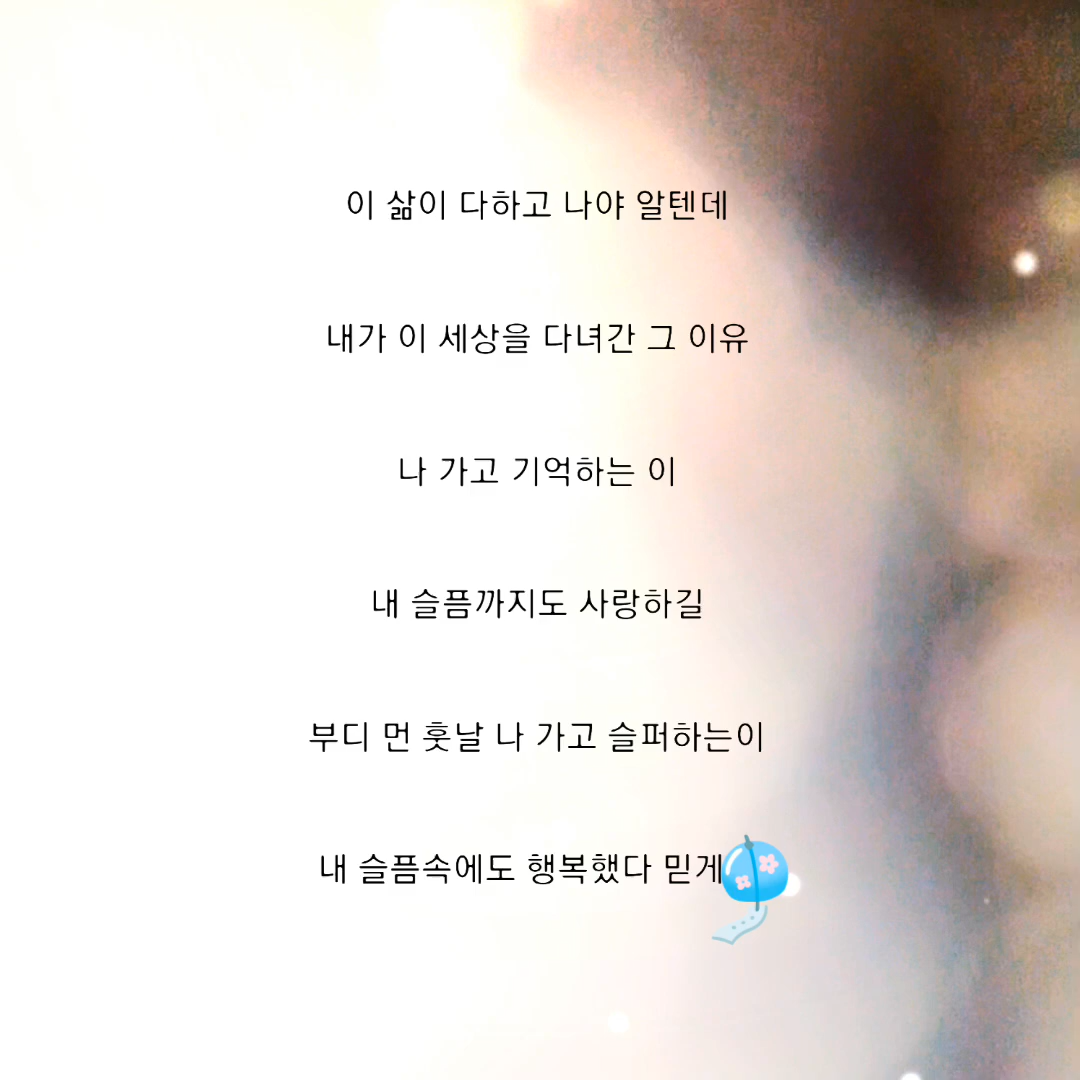 이 삶이 다하고 나야 알텐데
내가 이 세상을 다녀간 그 이유
나 가고 기억하는 이
내 슬픔까지도 사랑하길
부디 먼 훗날 나 가고 슬퍼하는이
내 슬픔속에도 행복했다 믿게